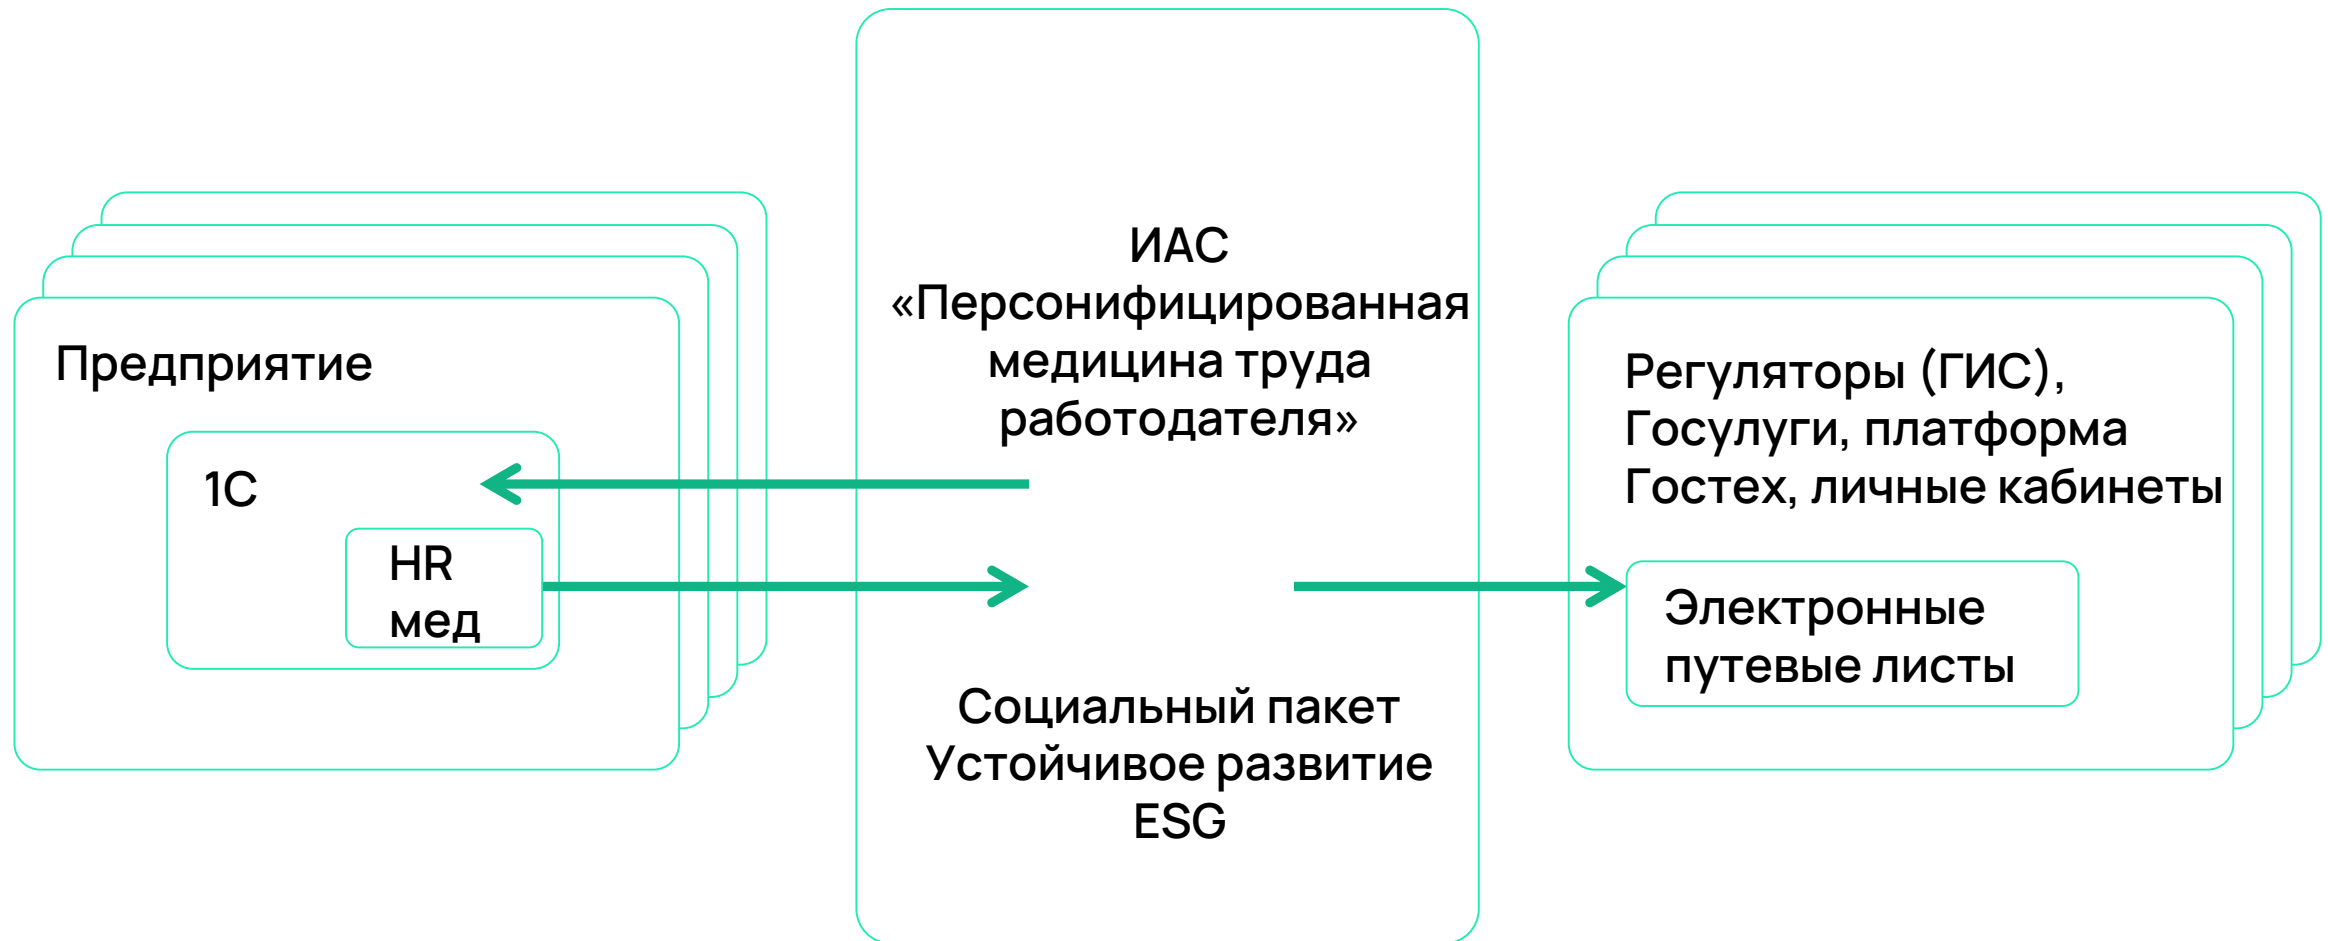 Предприятие
1С
HR
мед
ИАС
«Персонифицированная
медицина труда
работодателя»
Социальный пакет
Устойчивое развитие
ESG
Регуляторы (ГИС),
Госулуги, платформа
Гостех, личные кабинеты
Электронные
путевые листы